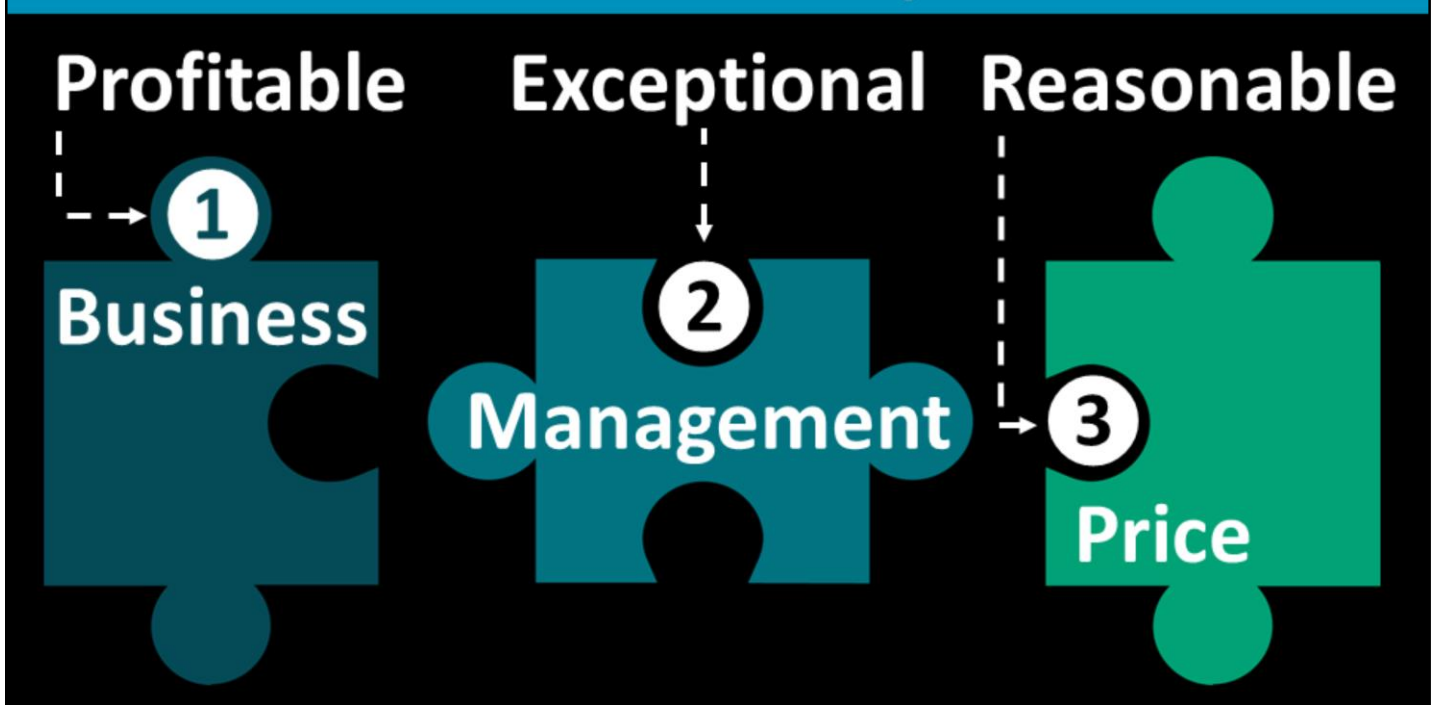 Profitable Exceptional Reasonable
1
2
3
Business
Management
Price